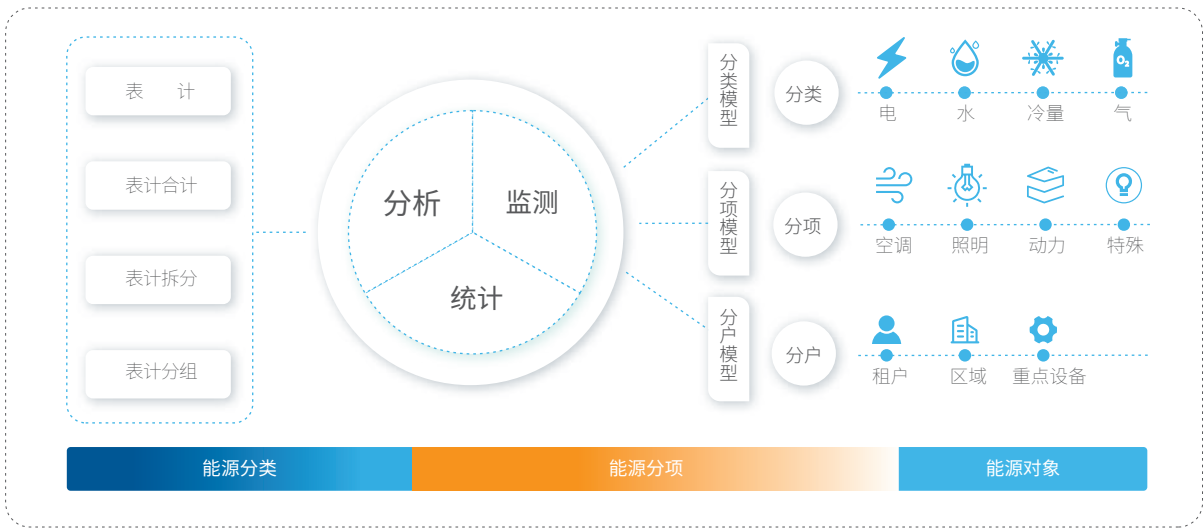 表 计
表计合计
表计拆分
表计分组
分析
监测
统计
分类模型
分类
电
水
冷量
O₂
气
分项模型
分项
空调
照明
动力
特殊
分户模型
分户
租户
区域
重点设备
能源分类
能源分项
能源对象